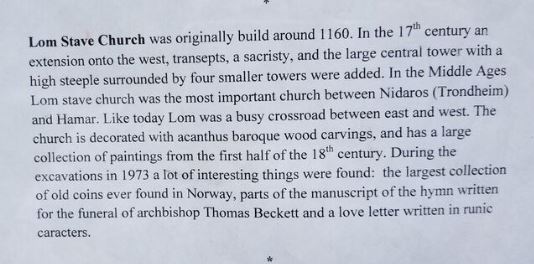 *
Lom Stave Church was originally build around 1160. In the 17th century an
extension onto the west, transepts, a sacristy, and the large central tower with a
high steeple surrounded by four smaller towers were added. In the Middle Ages
Lom stave church was the most important church between Nidaros (Trondheim)
and Hamar. Like today Lom was a busy crossroad between east and west. The
church is decorated with acanthus baroque wood carvings, and has a large
collection of paintings from the first half of the 18th century. During the
excavations in 1973 a lot of interesting things were found: the largest collection
of old coins ever found in Norway, parts of the manuscript of the hymn written
for the funeral of archbishop Thomas Beckett and a love letter written in runic
caracters.
*